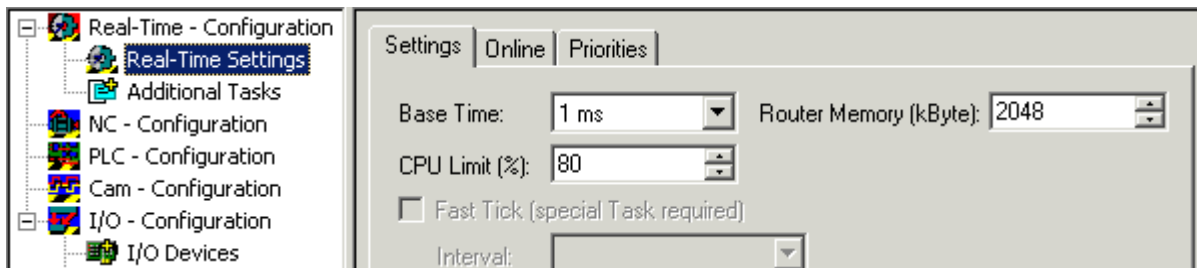 Real-Time - Configuration
Real-Time Settings
Additional Tasks
NC - Configuration
PLC - Configuration
Cam - Configuration
I/O - Configuration
I/O Devices
Settings Online Priorities
Base Time: 1 ms Router Memory (kByte): 2048
CPU Limit (%): 80
Fast Tick (special Task required)
Interval: